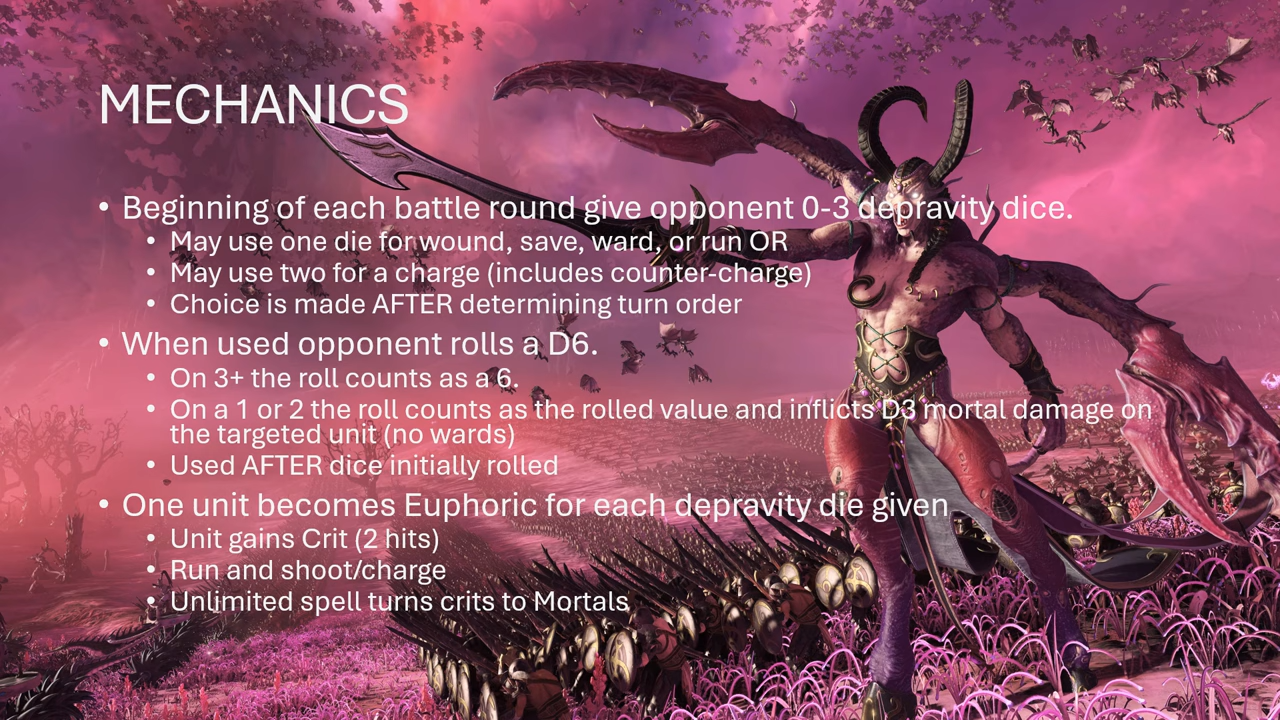 MECHANICS
• Beginning of each battle round give opponent 0-3 depravity dice.
• May use one die for wound, save, ward, or run OR
• May use two for a charge (includes counter-charge)
• Choice is made AFTER determining turn order
• When used opponent rolls a D6.
• On 3+ the roll counts as a 6.
• On a 1 or 2 the roll counts as the rolled value and inflicts D3 mortal damage on
the targeted unit (no wards)
• Used AFTER dice initially rolled
• One unit becomes Euphoric for each depravity die given
• Unit gains Crit (2 hits)
• Run and shoot/charge
• Unlimited spell turns crits to Mortals